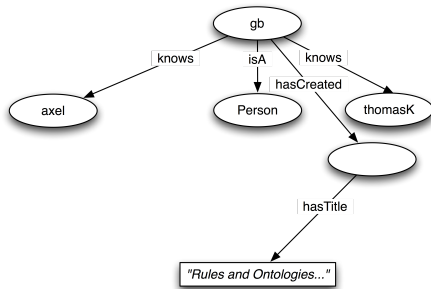 gb
knows
isA
knows
hasCreated
axel
Person
thomasK
hasTitle
"Rules and Ontologies..."